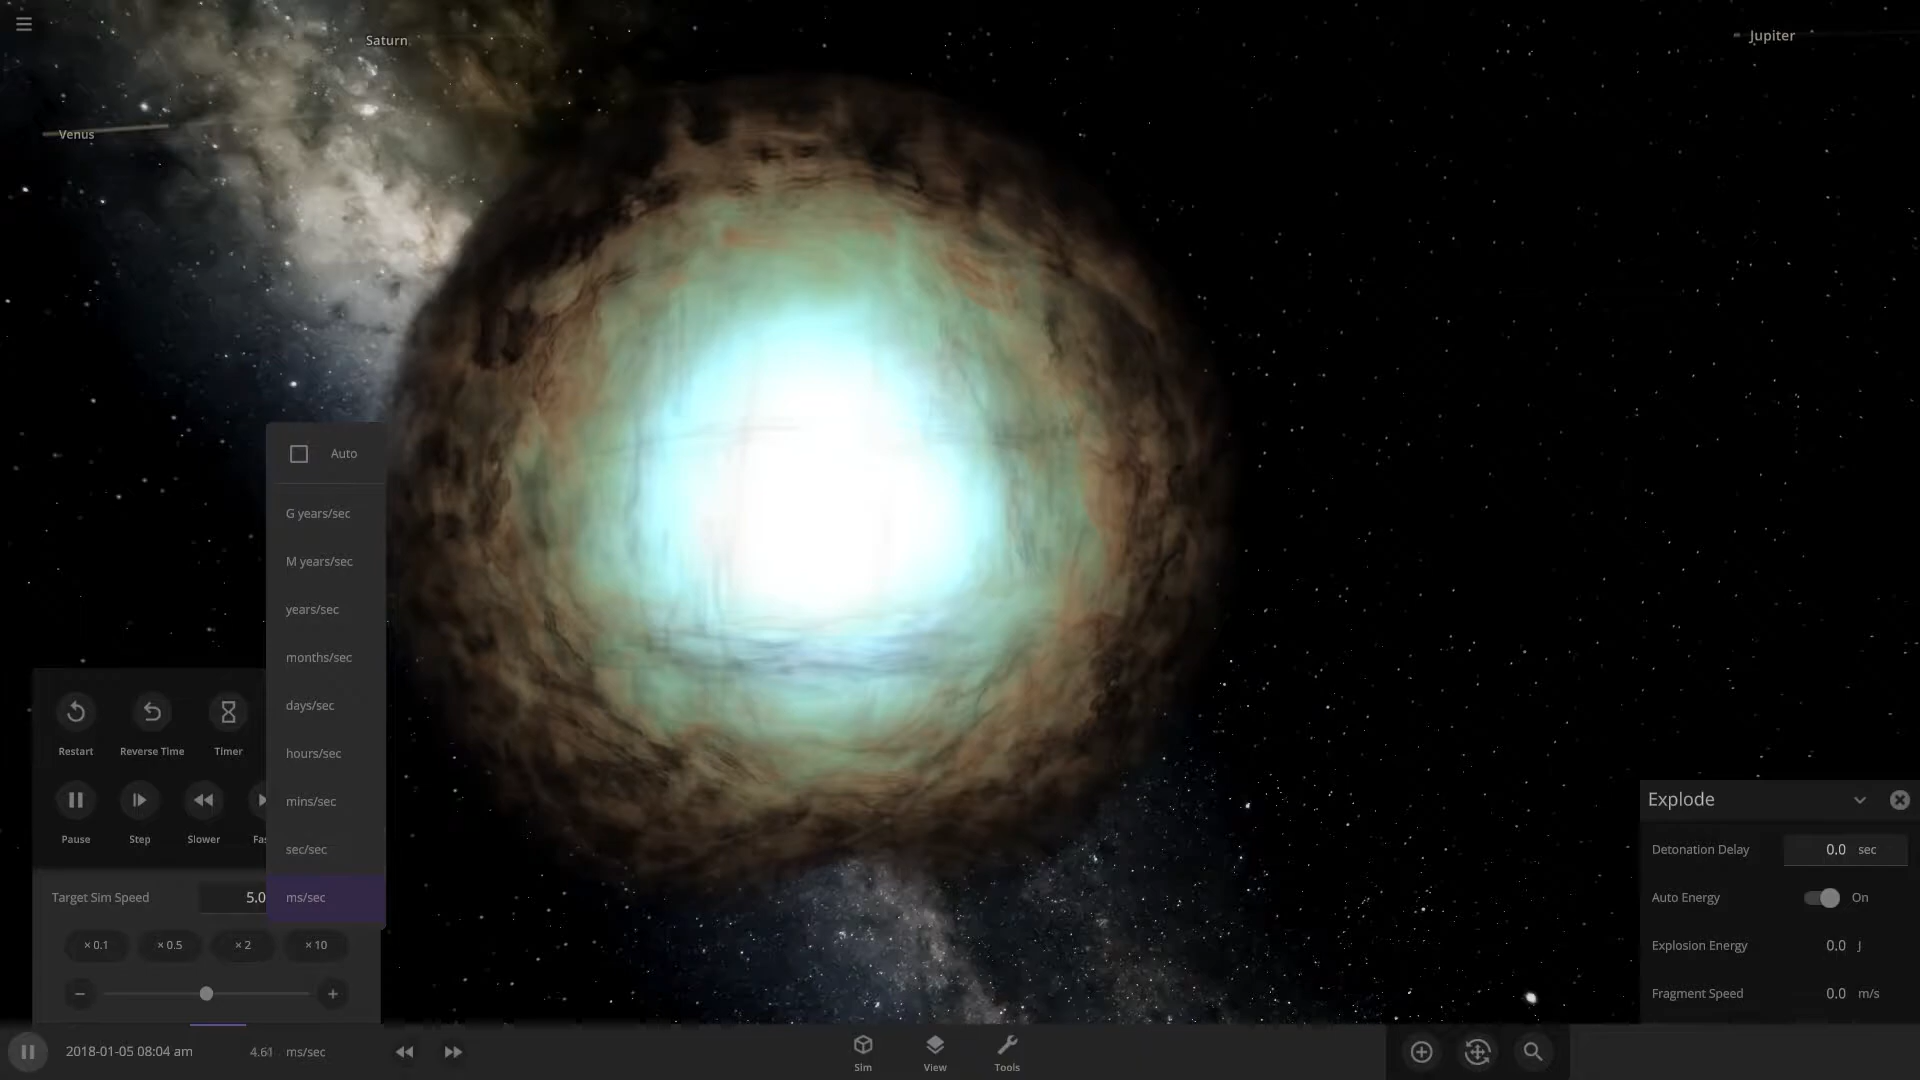 Saturn
Jupiter
Venus
Auto
G years/sec
M years/sec
years/sec
months/sec
days/sec
hours/sec
mins/sec
sec/sec
ms/sec
Restart
Reverse Time
Timer
Pause
Step
Slower
Fas
Target Sim Speed
5.0
× 0.1
× 0.5
× 2
× 10
2018-01-05 08:04 am
4.61 ms/sec
Sim
View
Tools
Explode
Detonation Delay 0.0 sec
Auto Energy On
Explosion Energy 0.0 J
Fragment Speed 0.0 m/s